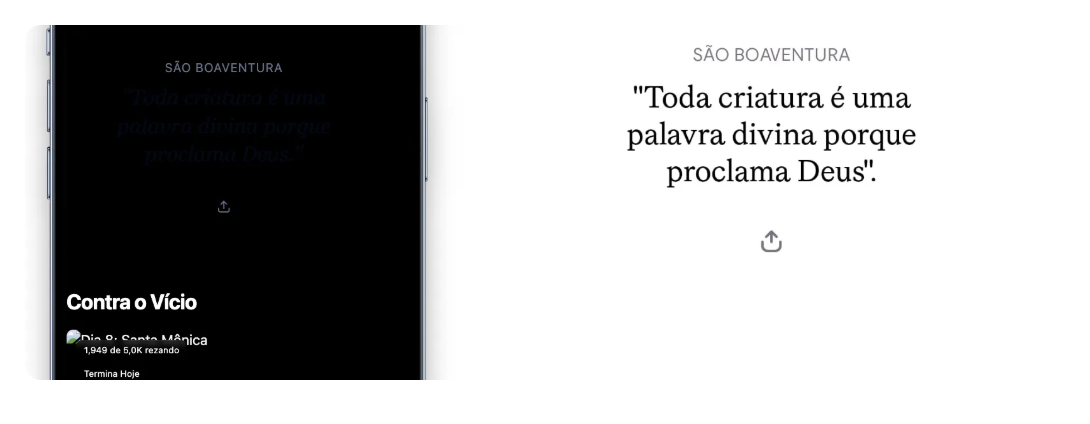 SÃO BOAVENTURA
"Toda criatura é uma
palavra divina porque
proclama Deus."
Contra o Vício
Dia 8: Santa Mônica
1,949 de 5,0K rezando
Termina Hoje
SÃO BOAVENTURA
"Toda criatura é uma
palavra divina porque
proclama Deus".